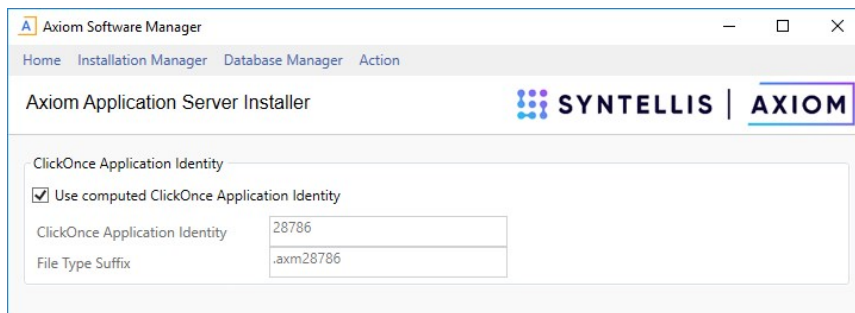 A Axiom Software Manager
Home Installation Manager Database Manager Action
Axiom Application Server Installer SYNTELLIS | AXIOM
ClickOnce Application Identity
Use computed ClickOnce Application Identity
ClickOnce Application Identity 28786
File Type Suffix .axm28786